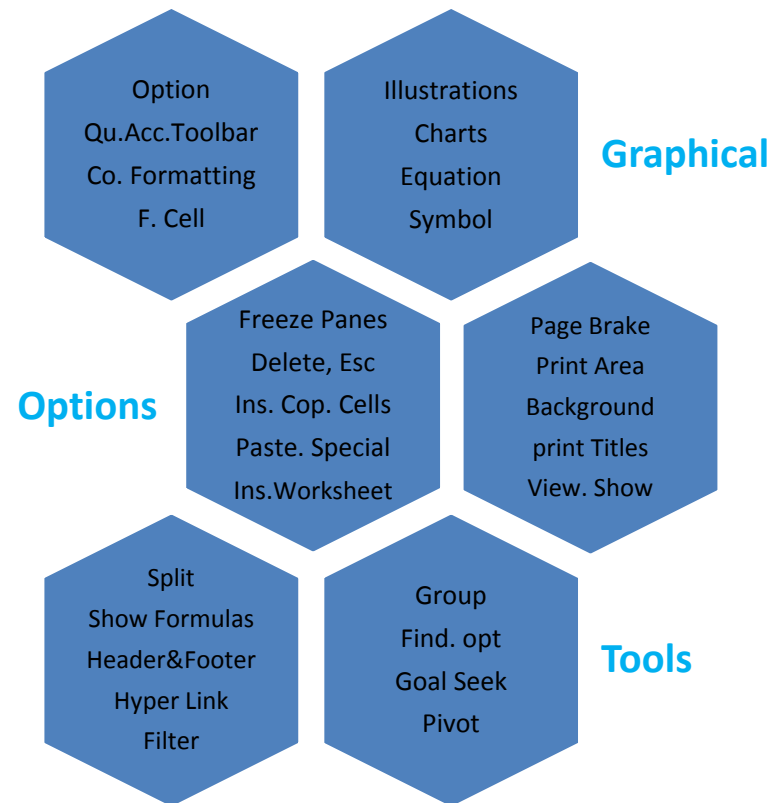 Option
Qu.Acc.Toolbar
Co. Formatting
F. Cell
Illustrations
Charts
Equation
Symbol
Graphical
Options
Freeze Panes
Delete, Esc
Ins. Cop. Cells
Paste. Special
Ins.Worksheet
Page Brake
Print Area
Background
print Titles
View. Show
Split
Show Formulas
Header&Footer
Hyper Link
Filter
Group
Find. opt
Goal Seek
Pivot
Tools